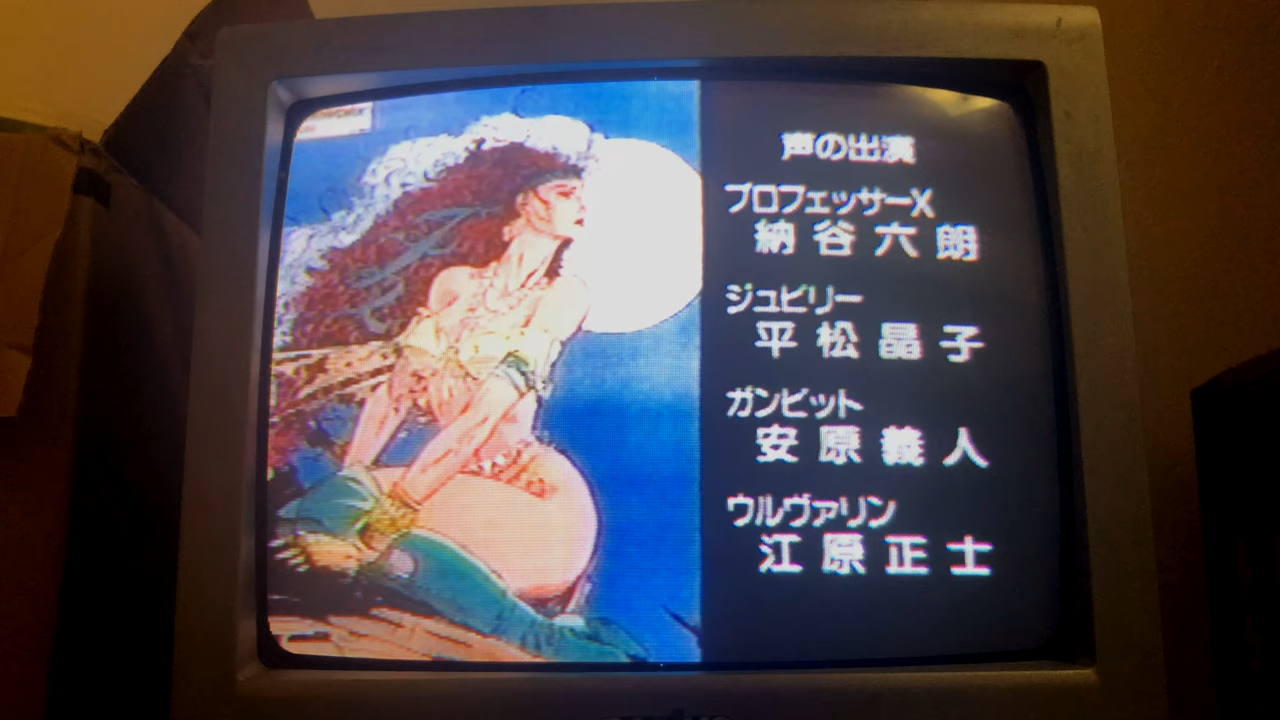 声の出演
プロフェッサーX
納谷六朗
ジュビリー
平松晶子
ガンビット
安原義人
ウルヴァリン
江原正士